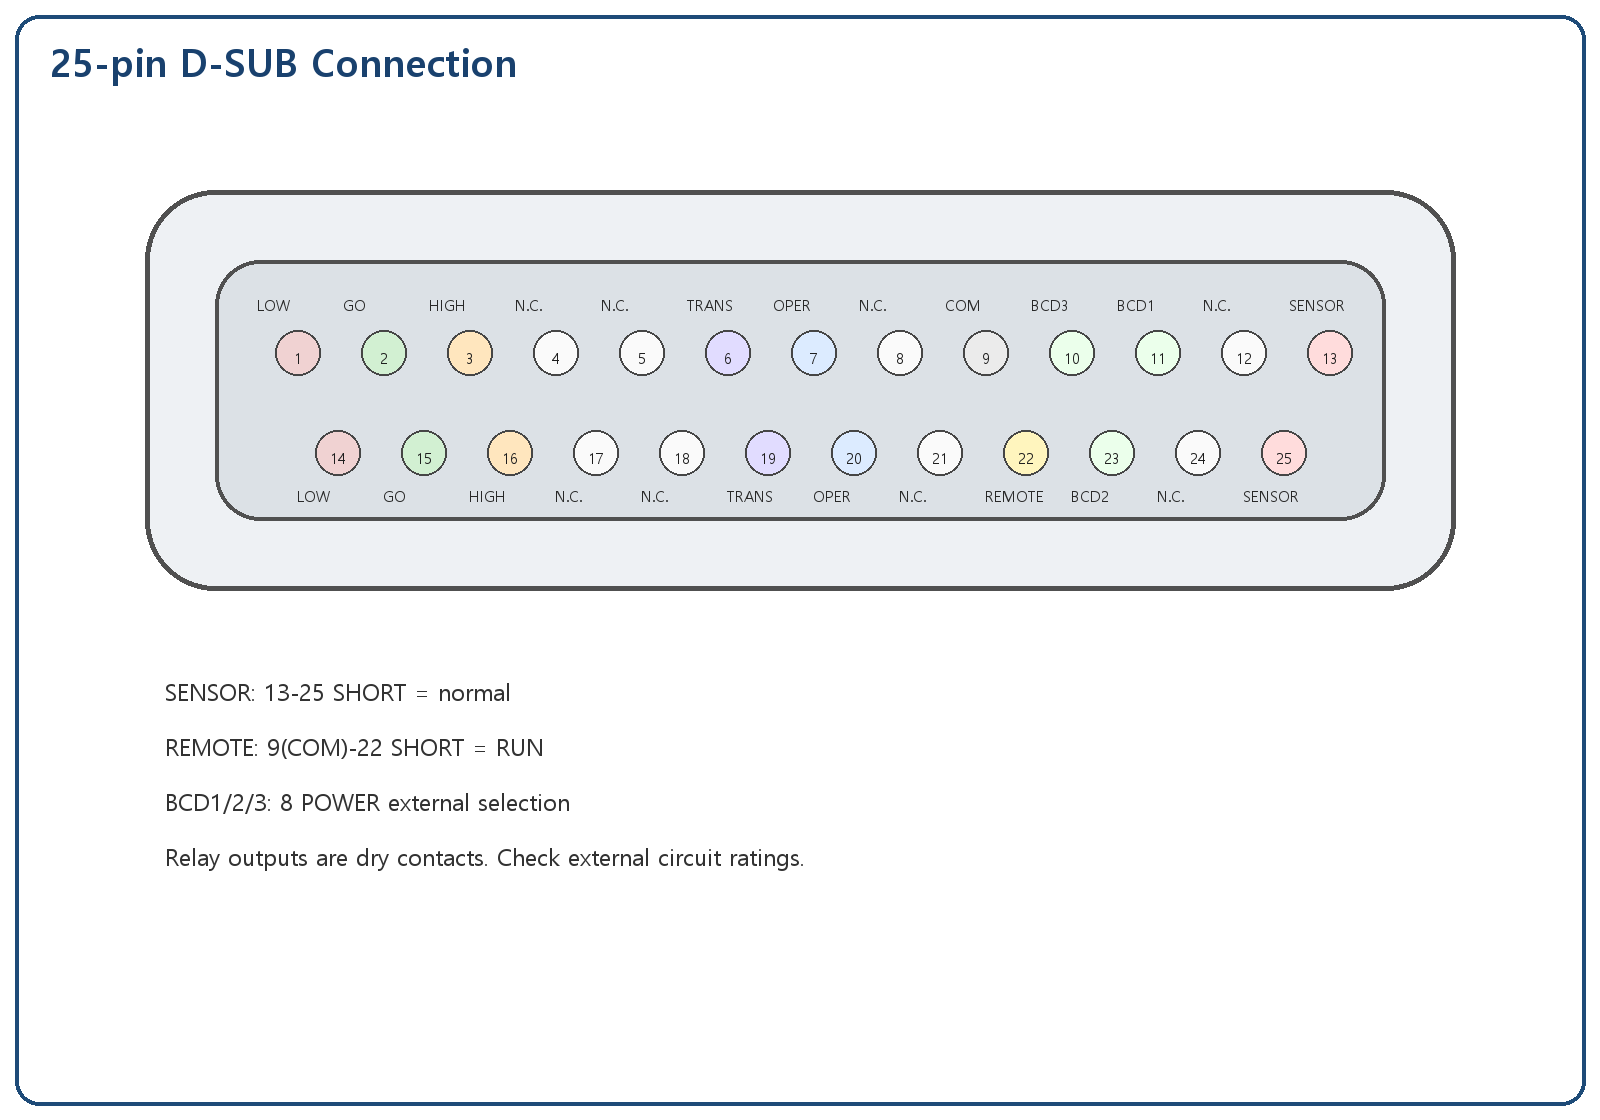 25-pin D-SUB Connection
LOW GO HIGH N.C. N.C. TRANS OPER N.C. COM BCD3 BCD1 N.C. SENSOR
1 2 3 4 5 6 7 8 9 10 11 12 13
14 15 16 17 18 19 20 21 22 23 24 25
LOW GO HIGH N.C. N.C. TRANS OPER N.C. REMOTE BCD2 N.C. SENSOR
SENSOR: 13-25 SHORT = normal
REMOTE: 9(COM)-22 SHORT = RUN
BCD1/2/3: 8 POWER external selection
Relay outputs are dry contacts. Check external circuit ratings.